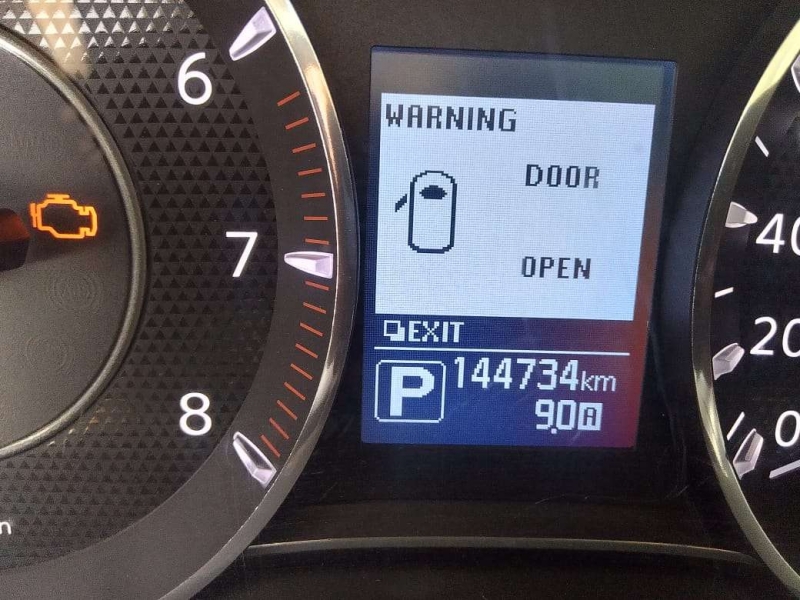 6
7
8
WARNING
DOOR
OPEN
EXIT
P
144734km
9.0 A
40
20
0